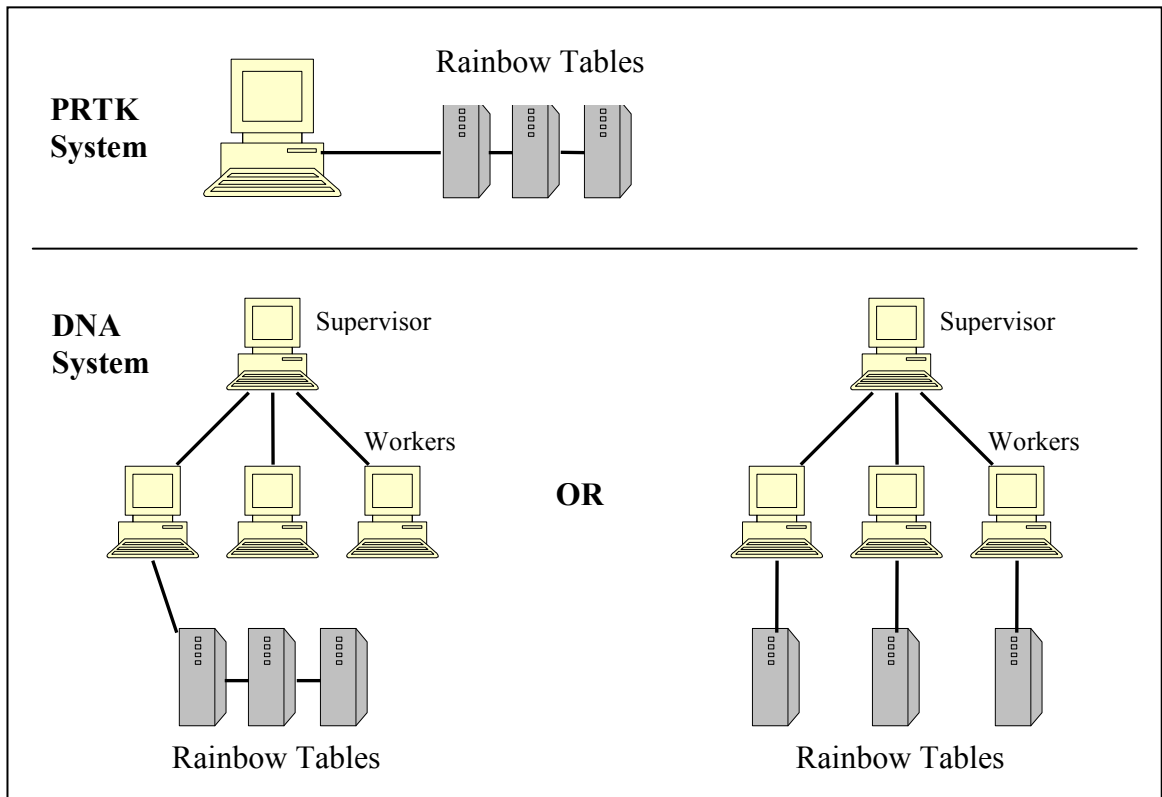 Rainbow Tables
PRTK
System
DNA
System
Supervisor
Workers
Rainbow Tables
OR
Supervisor
Workers
Rainbow Tables